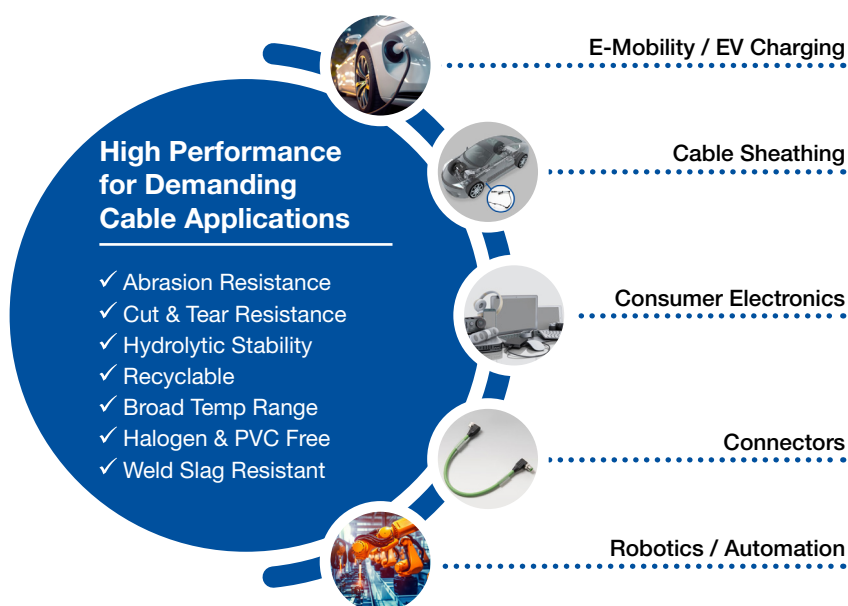 High Performance
for Demanding
Cable Applications
✓ Abrasion Resistance
✓ Cut & Tear Resistance
✓ Hydrolytic Stability
✓ Recyclable
✓ Broad Temp Range
✓ Halogen & PVC Free
✓ Weld Slag Resistant
E-Mobility / EV Charging
Cable Sheathing
Consumer Electronics
Connectors
Robotics / Automation